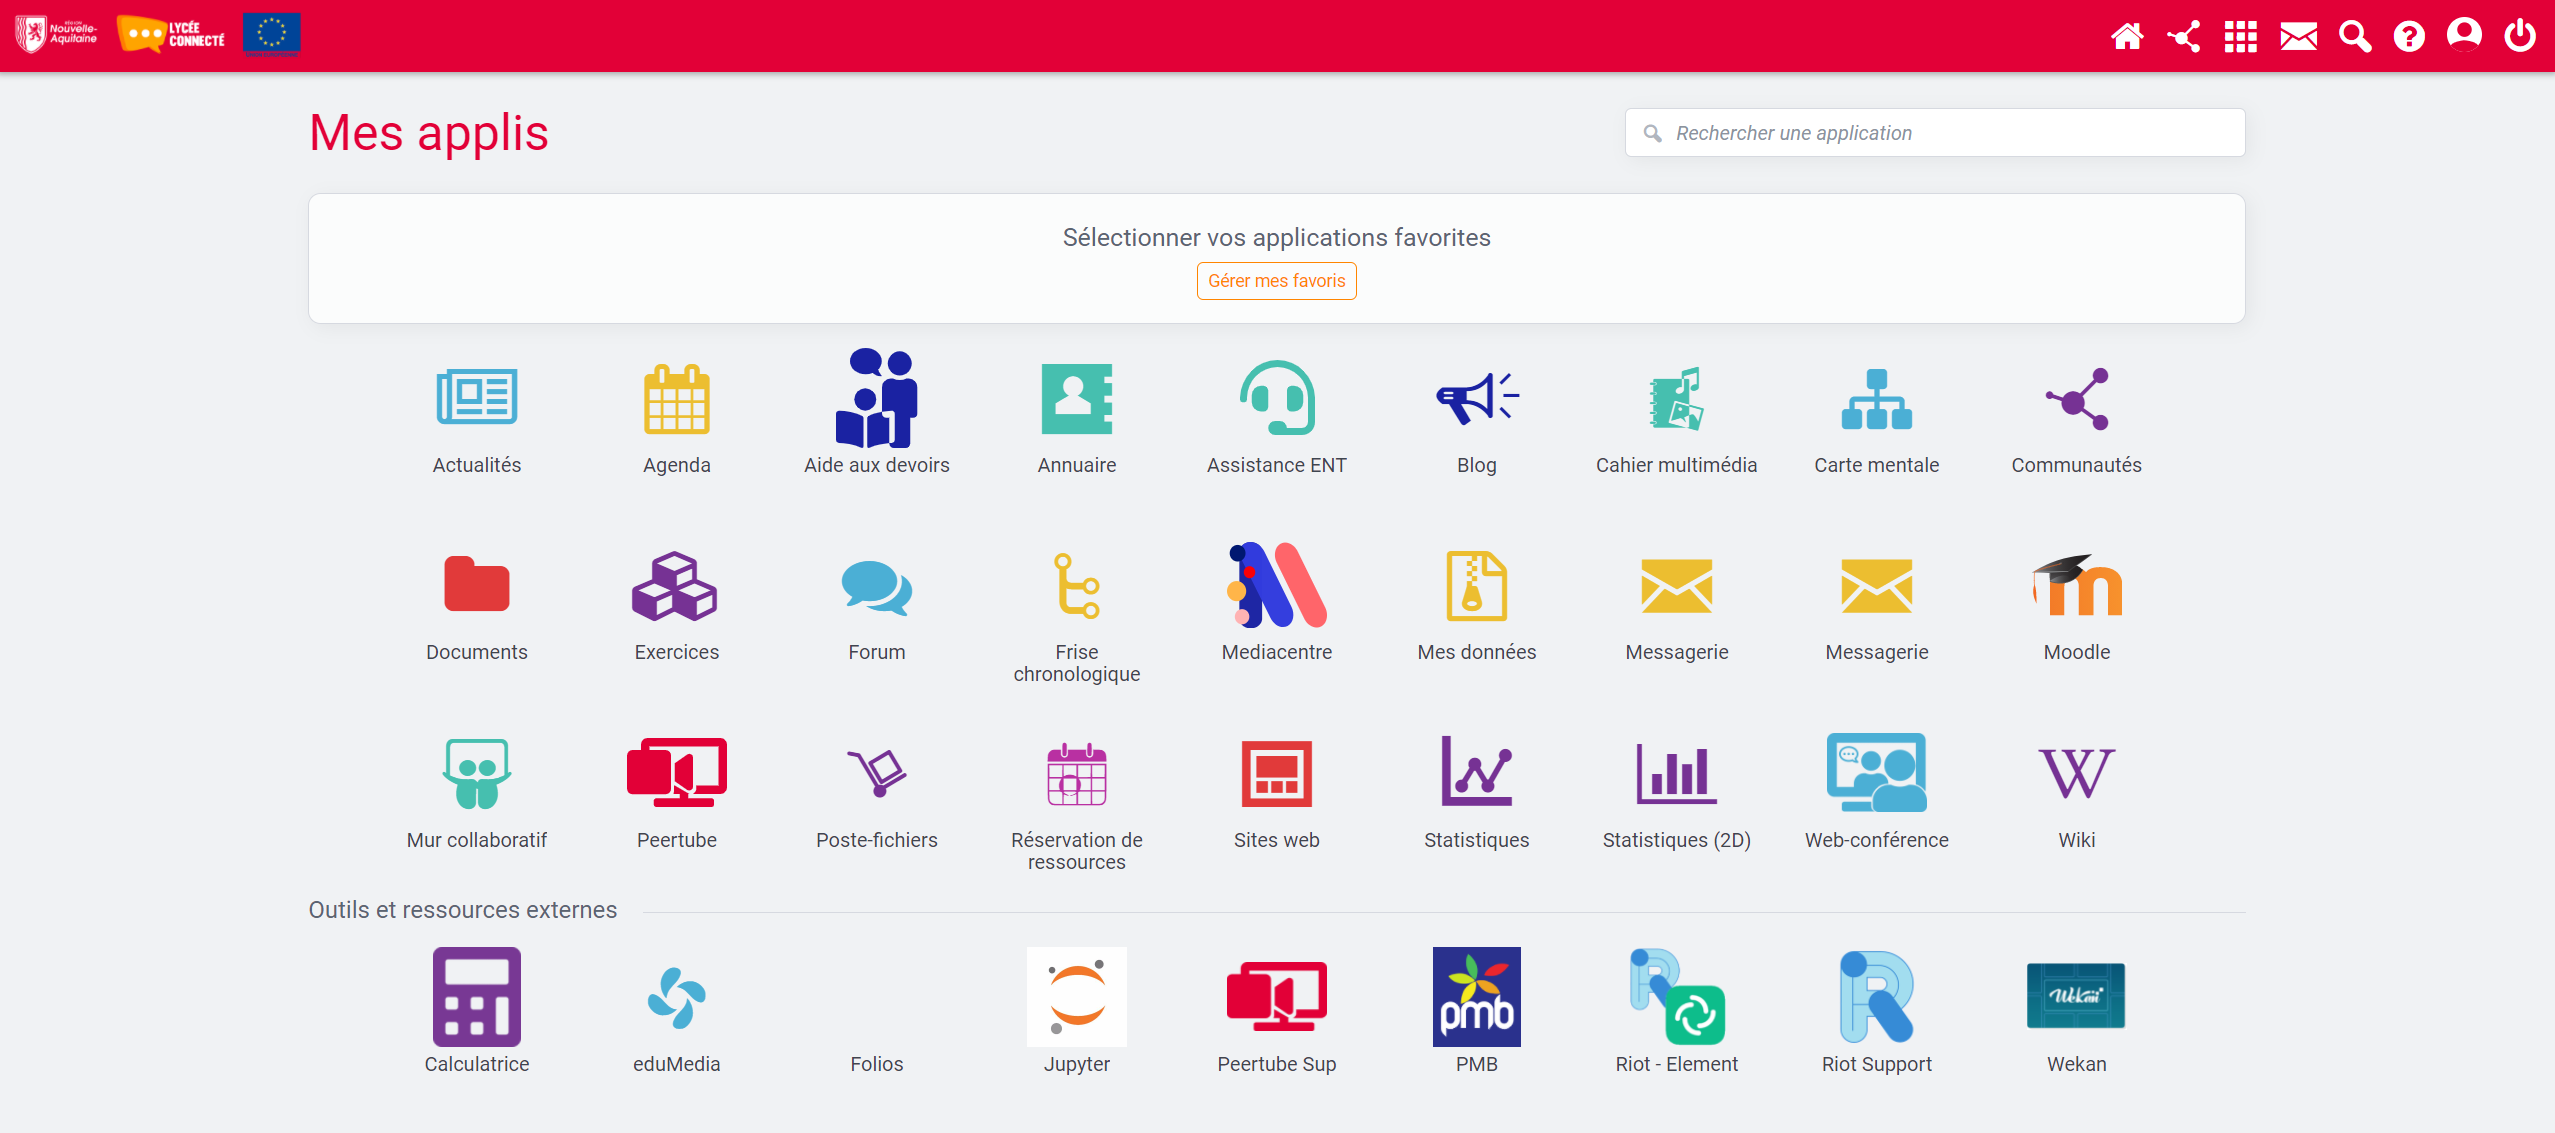 RÉGION
Nouvelle-
Aquitaine
LYCÉE
CONNECTÉ
Mes applis
Rechercher une application
Sélectionner vos applications favorites
Gérer mes favoris
Actualités
Agenda
Aide aux devoirs
Annuaire
Assistance ENT
Blog
Cahier multimédia
Carte mentale
Communautés
Documents
Exercices
Forum
Frise
chronologique
Mediacentre
Mes données
Messagerie
Messagerie
Moodle
Mur collaboratif
Peertube
Poste-fichiers
Réservation de
ressources
Sites web
Statistiques
Statistiques (2D)
Web-conférence
Wiki
Outils et ressources externes
Calculatrice
eduMedia
Folios
Jupyter
Peertube Sup
pmb
PMB
Riot - Element
Riot Support
Wekan
Wekan